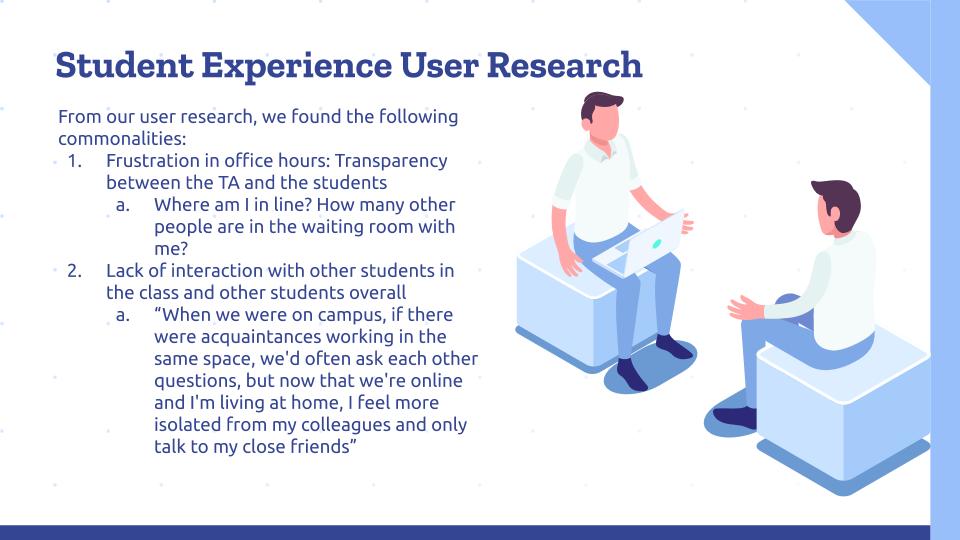 Student Experience User Research
From our user research, we found the following
commonalities:
1. Frustration in office hours: Transparency
between the TA and the students
a. Where am I in line? How many other
people are in the waiting room with
me?
2. Lack of interaction with other students in
the class and other students overall
a. “When we were on campus, if there
were acquaintances working in the
same space, we'd often ask each other
questions, but now that we're online
and I'm living at home, I feel more
isolated from my colleagues and only
talk to my close friends”